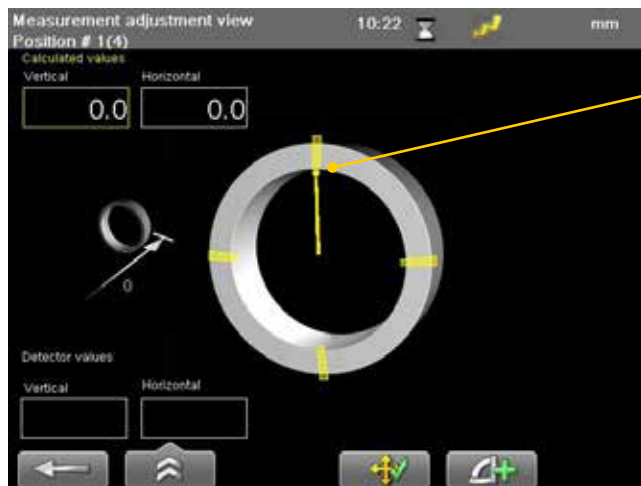 Measurement adjustment view
10:22
mm
Position # 1(4)
Calculated values
Vertical
Horizontal
0.0
0.0
0
Detector values
Vertical
Horizontal